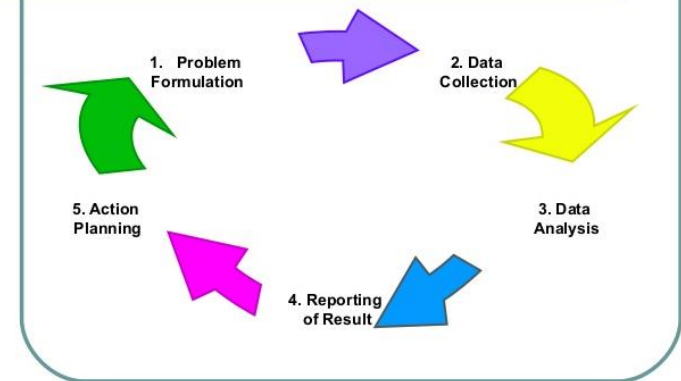 1. Problem
Formulation
2. Data
Collection
3. Data
Analysis
4. Reporting
of Result
5. Action
Planning